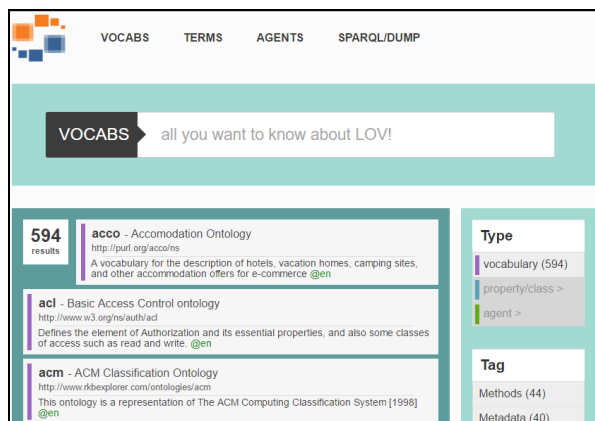 VOCABS TERMS AGENTS SPARQL/DUMP
VOCABS all you want to know about LOV!
594
results
acco - Accomodation Ontology
http://purl.org/acco/ns
A vocabulary for the description of hotels, vacation homes, camping sites,
and other accommodation offers for e-commerce @en
acl - Basic Access Control ontology
http://www.w3.org/ns/auth/acl
Defines the element of Authorization and its essential properties, and also some classes
of access such as read and write. @en
acm - ACM Classification Ontology
http://www.rkbexplorer.com/ontologies/acm
This ontology is a representation of The ACM Computing Classification System [1998]
@en
Type
vocabulary (594)
property/class >
agent >
Tag
Methods (44)
Metadata (40)